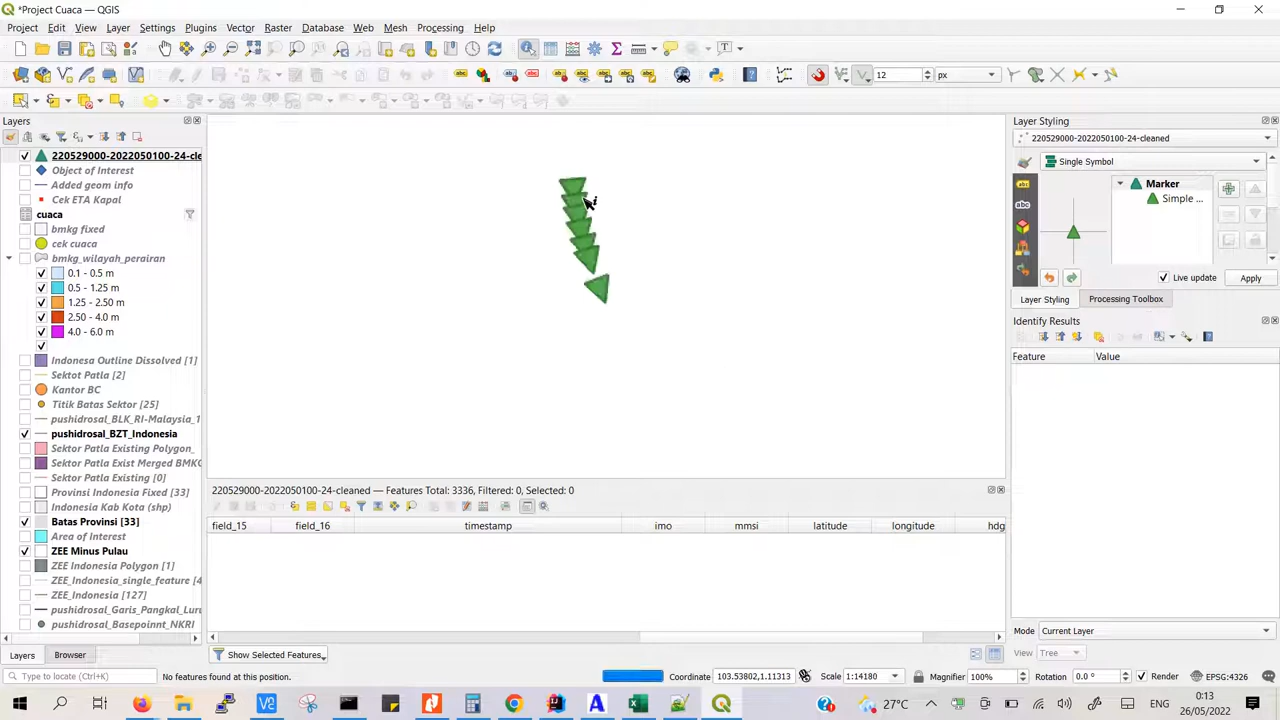 *Project Cuaca — QGIS
Project Edit View Layer Settings Plugins Vector Raster Database Web Mesh Processing Help
12 px
Layers
220529000-2022050100-24-cle
Object of Interest
Added geom info
Cek ETA Kapal
cuaca
bmkg fixed
cek cuaca
bmkg_wilayah_perairan
0.1 - 0.5 m
0.5 - 1.25 m
1.25 - 2.50 m
2.50 - 4.0 m
4.0 - 6.0 m
Indonesa Outline Dissolved [1]
Sektot Patla [2]
Kantor BC
Titik Batas Sektor [25]
pushidrosal_BLK_RI-Malaysia_1
pushidrosal_BZT_Indonesia
Sektor Patla Existing Polygon_
Sektor Patla Exist Merged BMKG
Sektor Patla Existing [0]
Provinsi Indonesia Fixed [33]
Indonesia Kab Kota (shp)
Batas Provinsi [33]
Area of Interest
ZEE Minus Pulau
ZEE Indonesia Polygon [1]
ZEE_Indonesia_single_feature [4
ZEE_Indonesia [127]
pushidrosal_Garis_Pangkal_Luru
pushidrosal_Basepoinnt_NKRI
Layers Browser
220529000-2022050100-24-cleaned — Features Total: 3336, Filtered: 0, Selected: 0
field_15 field_16 timestamp imo mmsi latitude longitude hdg
Show Selected Features
Layer Styling
220529000-2022050100-24-cleaned
Single Symbol
Marker
Simple ...
Live update Apply
Layer Styling Processing Toolbox
Identify Results
Feature Value
Mode Current Layer
View Tree
Type to locate (Ctrl+K) No features found at this position. Coordinate 103.53802,1.11313 Scale 1:14180 Magnifier 100% Rotation 0.0 ° Render EPSG:4326
27°C ENG 0:13
26/05/2022